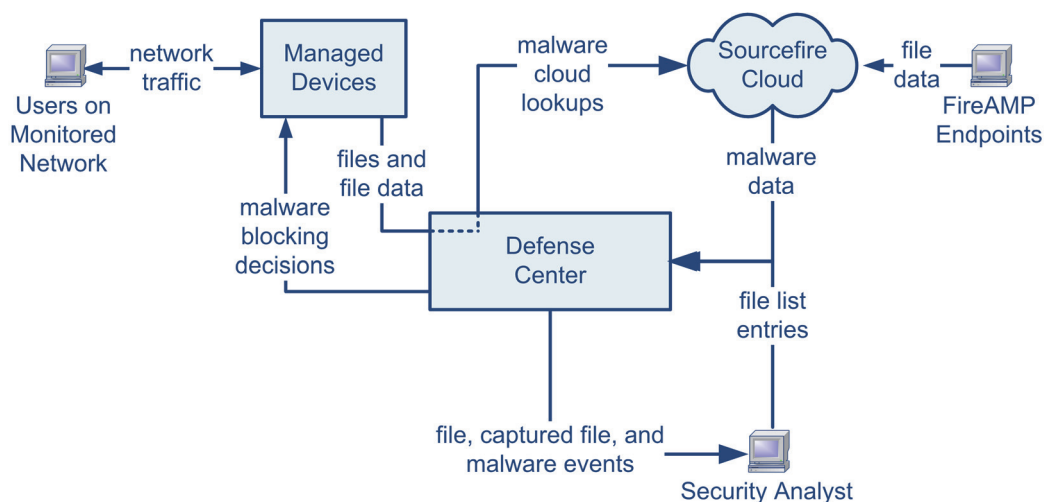 network
traffic
Managed
Devices
malware
cloud
lookups
Sourcefire
Cloud
file
data
Users on
Monitored
Network
FireAMP
Endpoints
files and
file data
malware
data
malware
blocking
decisions
Defense
Center
file list
entries
file, captured file, and
malware events
Security Analyst